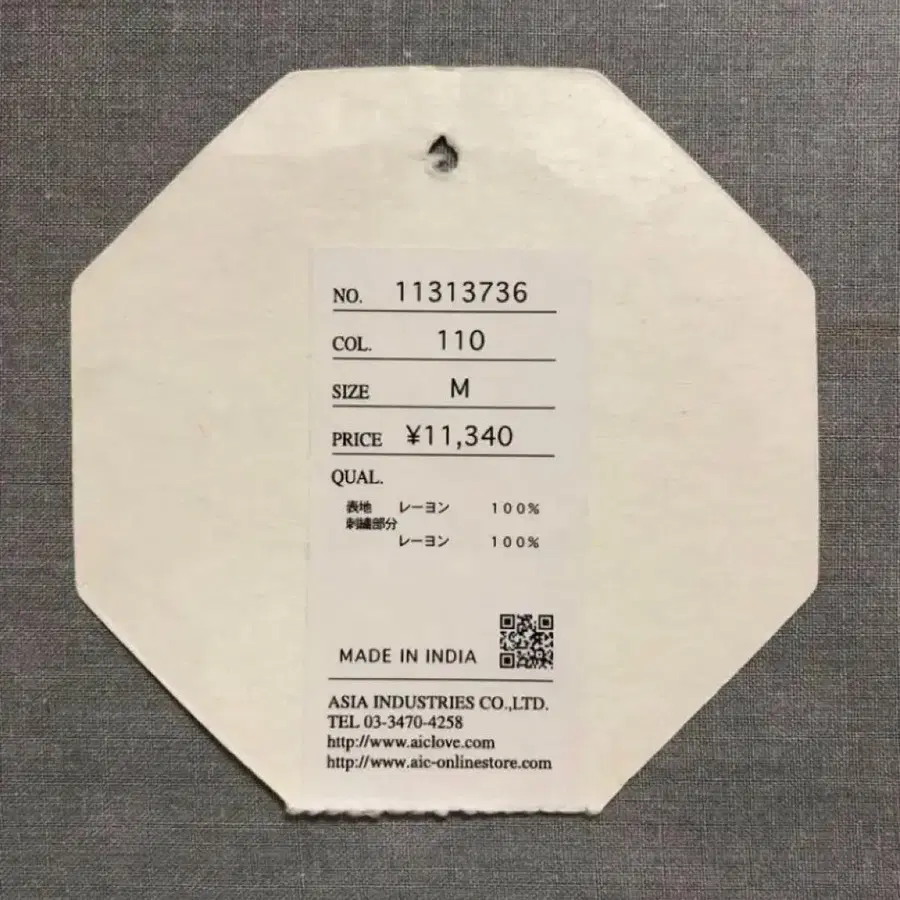 NO. 11313736
COL. 110
SIZE M
PRICE ¥11,340
QUAL.
表地 レーヨン 100%
刺繍部分
レーヨン 100%
MADE IN INDIA
ASIA INDUSTRIES CO.,LTD.
TEL 03-3470-4258
http://www.aiclove.com
http://www.aic-onlinestore.com